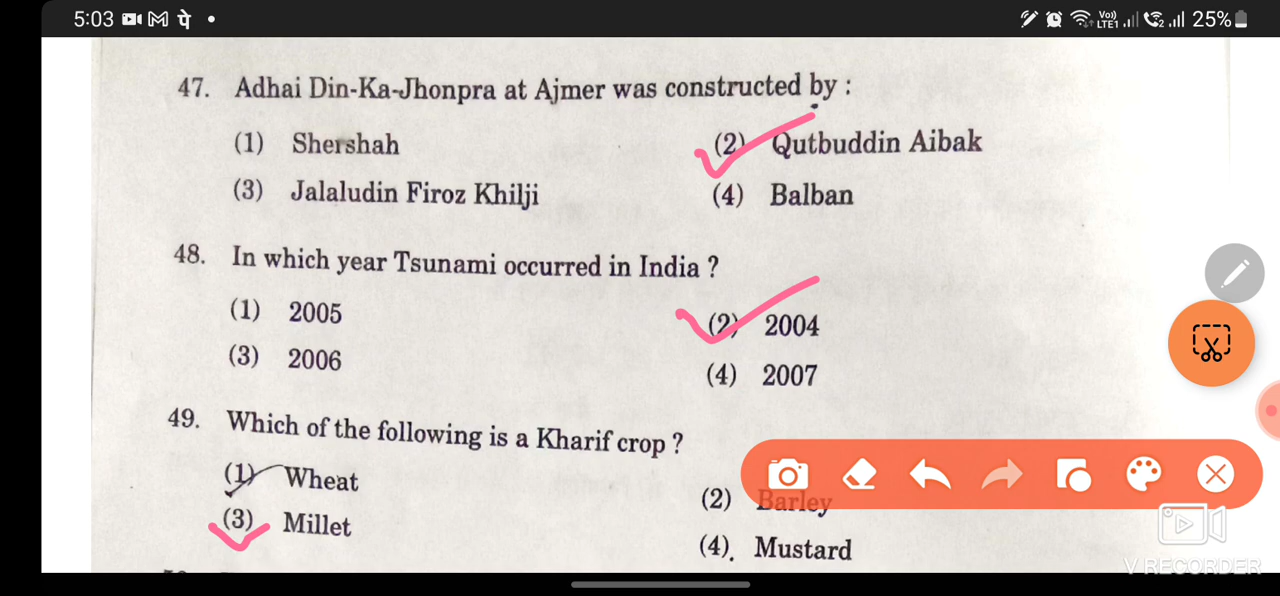 5:03 पे Vo) LTE1 2 25%
47. Adhai Din-Ka-Jhonpra at Ajmer was constructed by :
(1) Shershah (2) Qutbuddin Aibak
(3) Jalaludin Firoz Khilji (4) Balban
48. In which year Tsunami occurred in India ?
(1) 2005 (2) 2004
(3) 2006 (4) 2007
49. Which of the following is a Kharif crop ?
(1) Wheat (2) Barley
(3) Millet (4). Mustard
V RECORDER